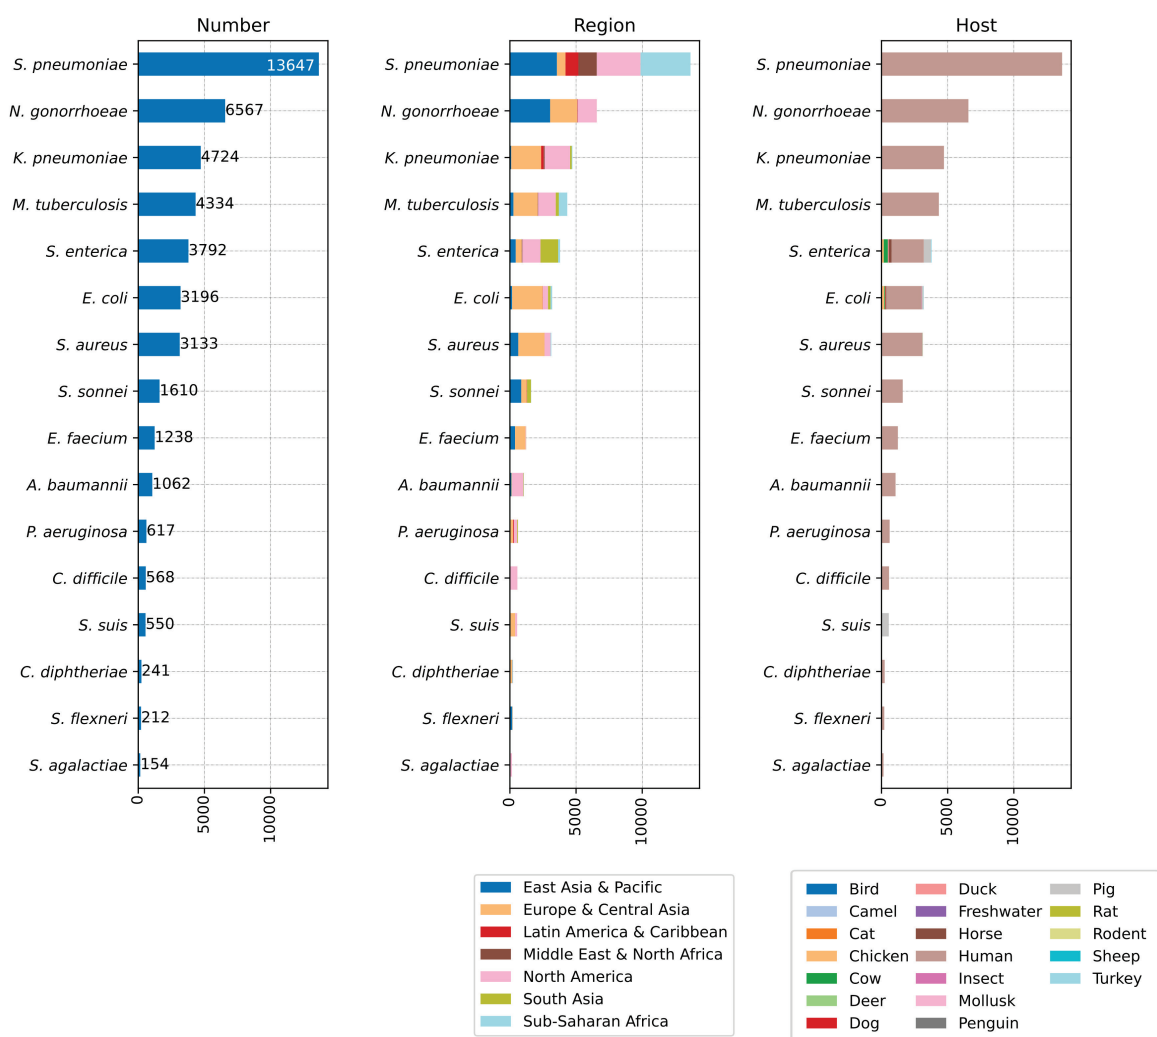 Number
S. pneumoniae 13647
N. gonorrhoeae 6567
K. pneumoniae 4724
M. tuberculosis 4334
S. enterica 3792
E. coli 3196
S. aureus 3133
S. sonnei 1610
E. faecium 1238
A. baumannii 1062
P. aeruginosa 617
C. difficile 568
S. suis 550
C. diphtheriae 241
S. flexneri 212
S. agalactiae 154
0 5000 10000
Region
S. pneumoniae
N. gonorrhoeae
K. pneumoniae
M. tuberculosis
S. enterica
E. coli
S. aureus
S. sonnei
E. faecium
A. baumannii
P. aeruginosa
C. difficile
S. suis
C. diphtheriae
S. flexneri
S. agalactiae
0 5000 10000
East Asia & Pacific
Europe & Central Asia
Latin America & Caribbean
Middle East & North Africa
North America
South Asia
Sub-Saharan Africa
Host
S. pneumoniae
N. gonorrhoeae
K. pneumoniae
M. tuberculosis
S. enterica
E. coli
S. aureus
S. sonnei
E. faecium
A. baumannii
P. aeruginosa
C. difficile
S. suis
C. diphtheriae
S. flexneri
S. agalactiae
0 5000 10000
Bird
Camel
Cat
Chicken
Cow
Deer
Dog
Duck
Freshwater
Horse
Human
Insect
Mollusk
Penguin
Pig
Rat
Rodent
Sheep
Turkey